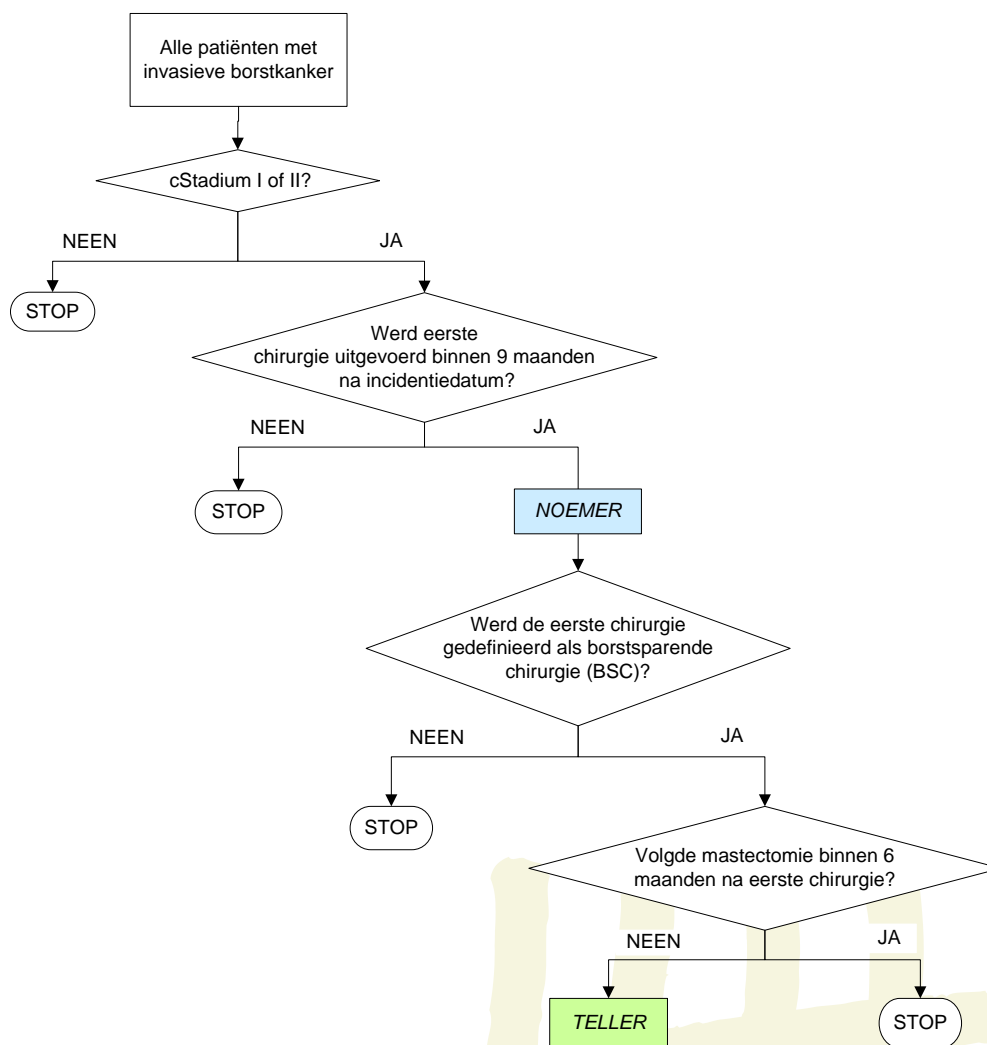 Alle patiënten met
invasieve borstkanker
cStadium I of II?
NEEN
JA
STOP
Werd eerste
chirurgie uitgevoerd binnen 9 maanden
na incidentiedatum?
NEEN
JA
STOP
NOEMER
Werd de eerste chirurgie
gedefinieerd als borstsparende
chirurgie (BSC)?
NEEN
JA
STOP
Volgde mastectomie binnen 6
maanden na eerste chirurgie?
NEEN
JA
TELLER
STOP